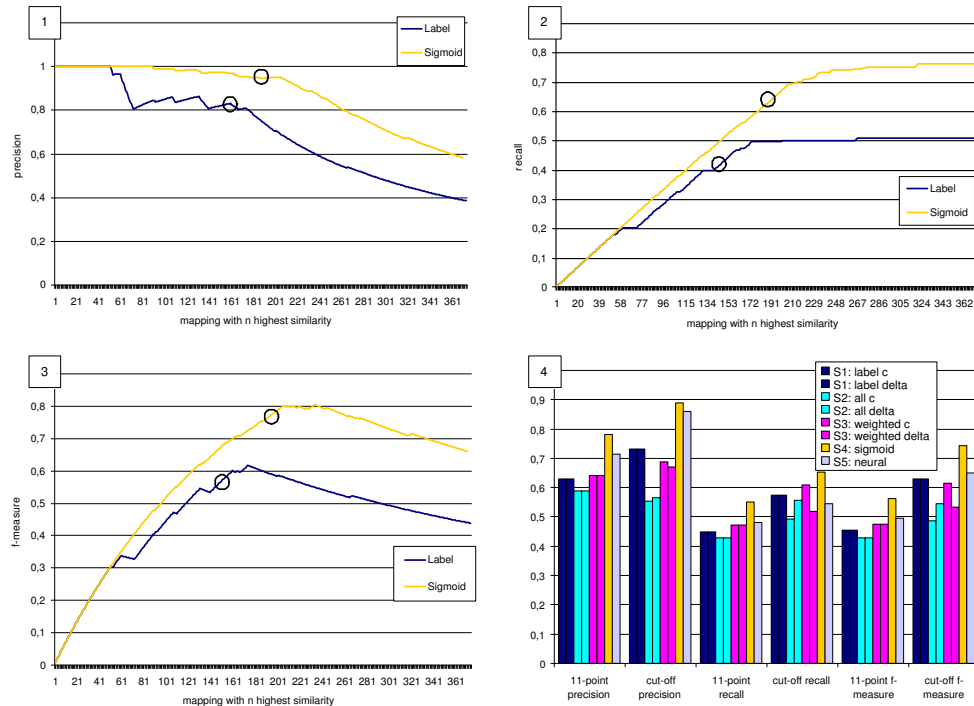 1
Label
Sigmoid
1
0,8
0,6
0,4
0,2
0
precision
1 21 41 61 81 101 121 141 161 181 201 221 241 261 281 301 321 341 361
mapping with n highest similarity
2
0,8
0,7
0,6
0,5
0,4
0,3
0,2
0,1
0
recall
Label
Sigmoid
1 20 39 58 77 96 115 134 153 172 191 210 229 248 267 286 305 324 343 362
mapping with n highest similarity
3
0,8
0,7
0,6
0,5
0,4
0,3
0,2
0,1
0
f-measure
Label
Sigmoid
1 21 41 61 81 101 121 141 161 181 201 221 241 261 281 301 321 341 361
mapping with n highest similarity
4
S1: label c
S1: label delta
S2: all c
S2: all delta
S3: weighted c
S3: weighted delta
S4: sigmoid
S5: neural
0,9
0,8
0,7
0,6
0,5
0,4
0,3
0,2
0,1
0
11-point
precision
cut-off
precision
11-point
recall
cut-off recall
11-point f-
measure
cut-off f-
measure